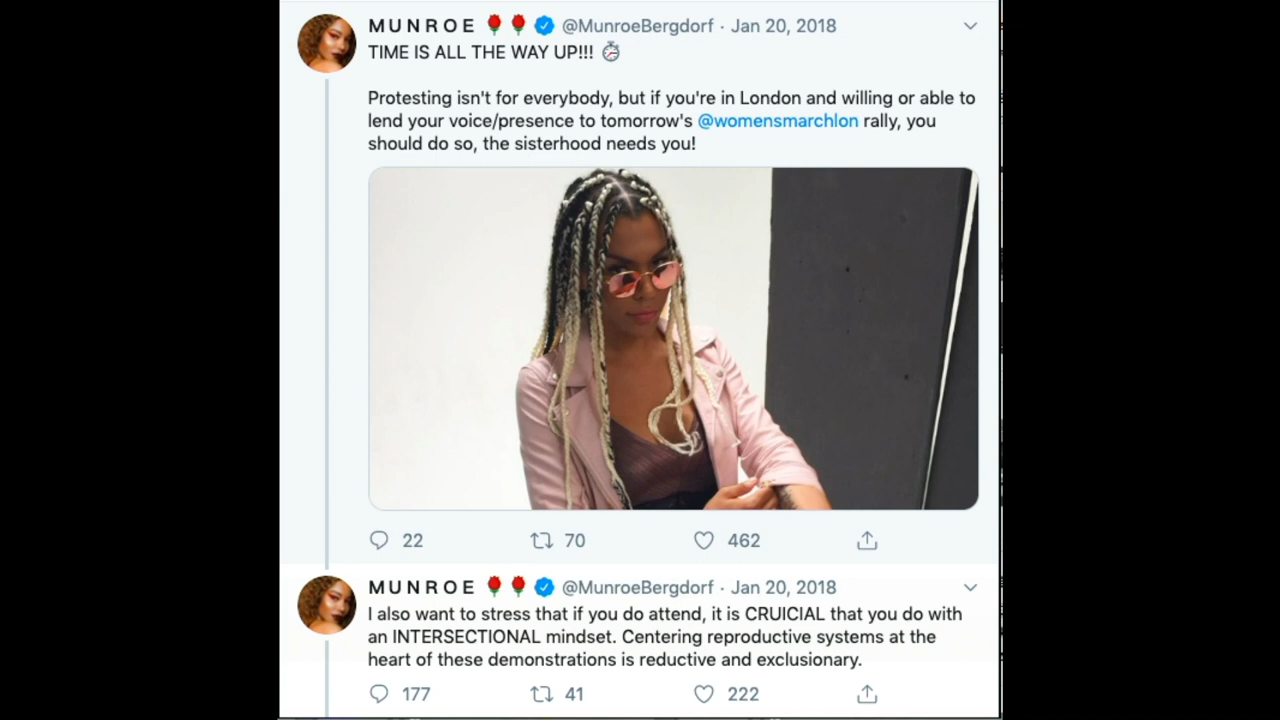 MUNROE 🌹🌹 @MunroeBergdorf · Jan 20, 2018
TIME IS ALL THE WAY UP!!! ⏱
Protesting isn't for everybody, but if you're in London and willing or able to
lend your voice/presence to tomorrow's @womensmarchlon rally, you
should do so, the sisterhood needs you!
22 70 462
MUNROE 🌹🌹 @MunroeBergdorf · Jan 20, 2018
I also want to stress that if you do attend, it is CRUICIAL that you do with
an INTERSECTIONAL mindset. Centering reproductive systems at the
heart of these demonstrations is reductive and exclusionary.
177 41 222